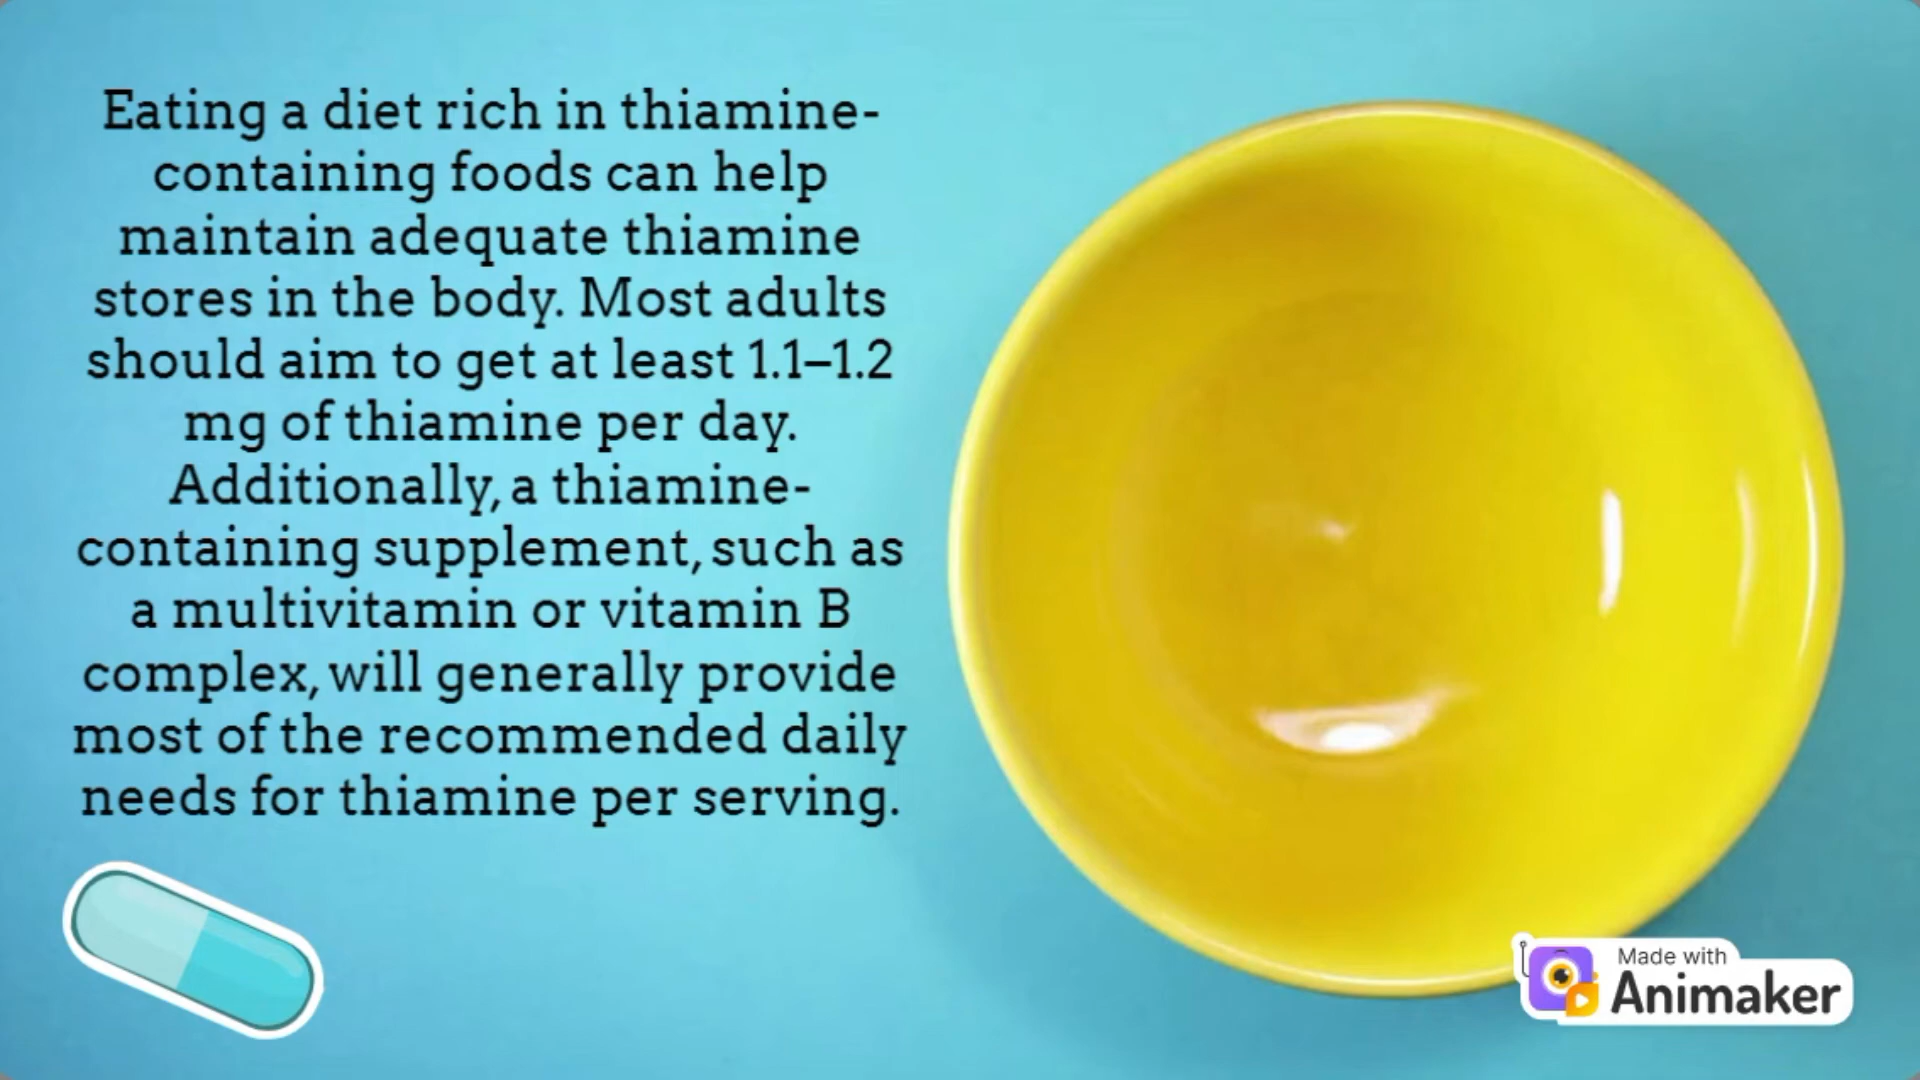 Eating a diet rich in thiamine-
containing foods can help
maintain adequate thiamine
stores in the body. Most adults
should aim to get at least 1.1–1.2
mg of thiamine per day.
Additionally, a thiamine-
containing supplement, such as
a multivitamin or vitamin B
complex, will generally provide
most of the recommended daily
needs for thiamine per serving.
Made with
Animaker